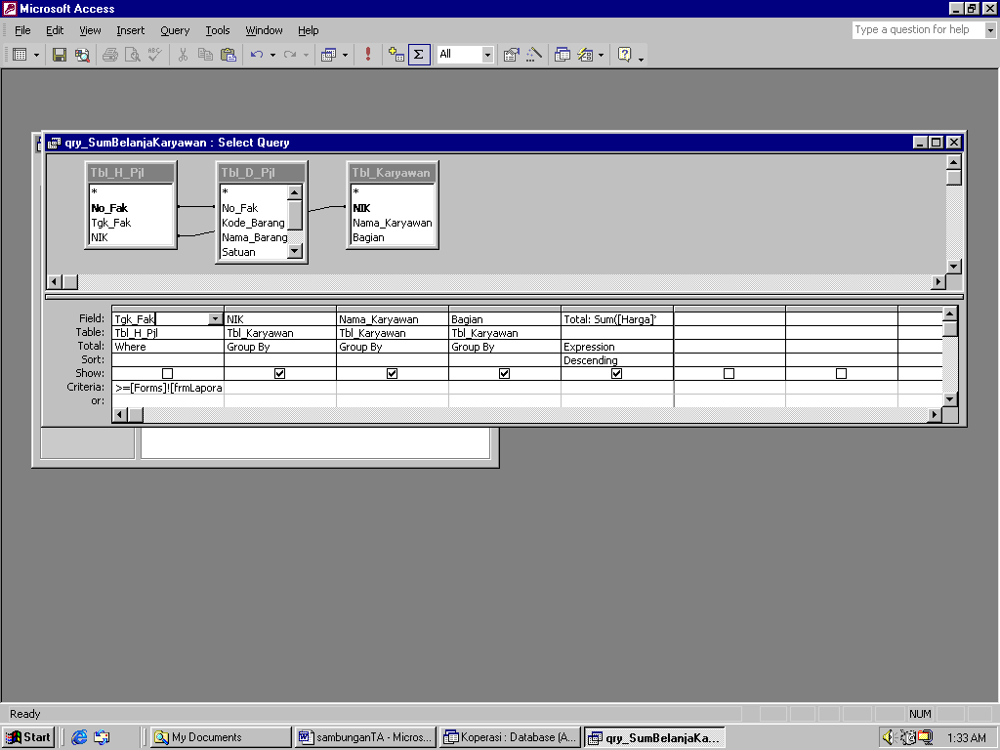 Microsoft Access
File Edit View Insert Query Tools Window Help
Type a question for help
ABC
All
qry_SumBelanjaKaryawan : Select Query
Tbl_H_Pjl
*
No_Fak
Tgk_Fak
NIK
Tbl_D_Pjl
*
No_Fak
Kode_Barang
Nama_Barang
Satuan
Tbl_Karyawan
*
NIK
Nama_Karyawan
Bagian
Field: Tgk_Fak NIK Nama_Karyawan Bagian Total: Sum([Harga]*
Table: Tbl_H_Pjl Tbl_Karyawan Tbl_Karyawan Tbl_Karyawan
Total: Where Group By Group By Group By Expression
Sort: Descending
Show:
Criteria: >=[Forms]![frmLapora
or:
Ready
NUM
Start My Documents sambunganTA - Micros... Koperasi : Database (A... qry_SumBelanjaKa... 1:33 AM